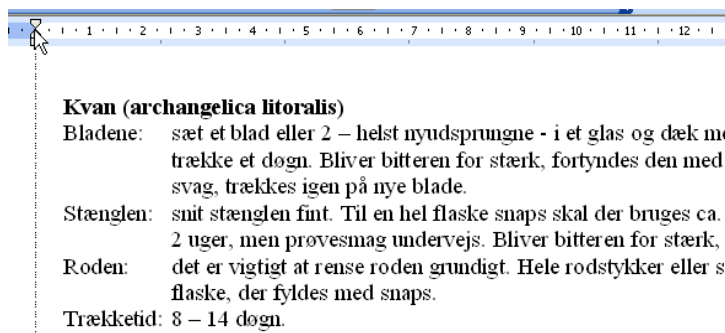 1 2 3 4 5 6 7 8 9 10 11 12
Kvan (archangelica litoralis)
Bladene: sæt et blad eller 2 – helst nyudsprungne - i et glas og dæk
trække et døgn. Bliver bitteren for stærk, fortyndes den med
svag, trækkes igen på nye blade.
Stænglen: snit stænglen fint. Til en hel flaske snaps skal der bruges ca.
2 uger, men prøvesmag undervejs. Bliver bitteren for stærk,
Roden: det er vigtigt at rense roden grundigt. Hele rodstykker eller
flaske, der fyldes med snaps.
Trækketid: 8 – 14 døgn.